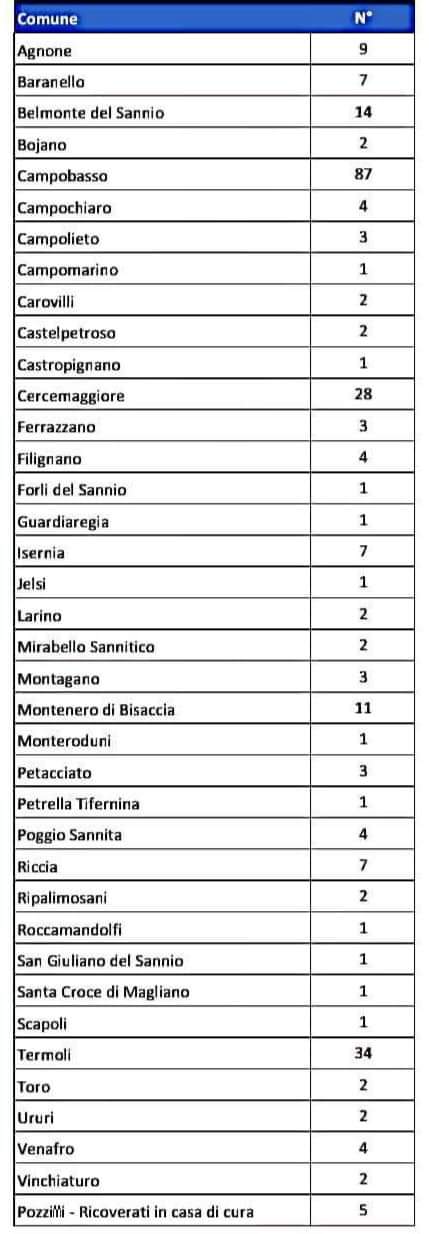 Comune N°
Agnone 9
Baranello 7
Belmonte del Sannio 14
Bojano 2
Campobasso 87
Campochiaro 4
Campolieto 3
Campomarino 1
Carovilli 2
Castelpetroso 2
Castropignano 1
Cercemaggiore 28
Ferrazzano 3
Filignano 4
Forli del Sannio 1
Guardiaregia 1
Isernia 7
Jelsi 1
Larino 2
Mirabello Sannitico 2
Montagano 3
Montenero di Bisaccia 11
Monteroduni 1
Petacciato 3
Petrella Tifernina 1
Poggio Sannita 4
Riccia 7
Ripalimosani 2
Roccamandolfi 1
San Giuliano del Sannio 1
Santa Croce di Magliano 1
Scapoli 1
Termoli 34
Toro 2
Ururi 2
Venafro 4
Vinchiaturo 2
Pozzilli - Ricoverati in casa di cura 5